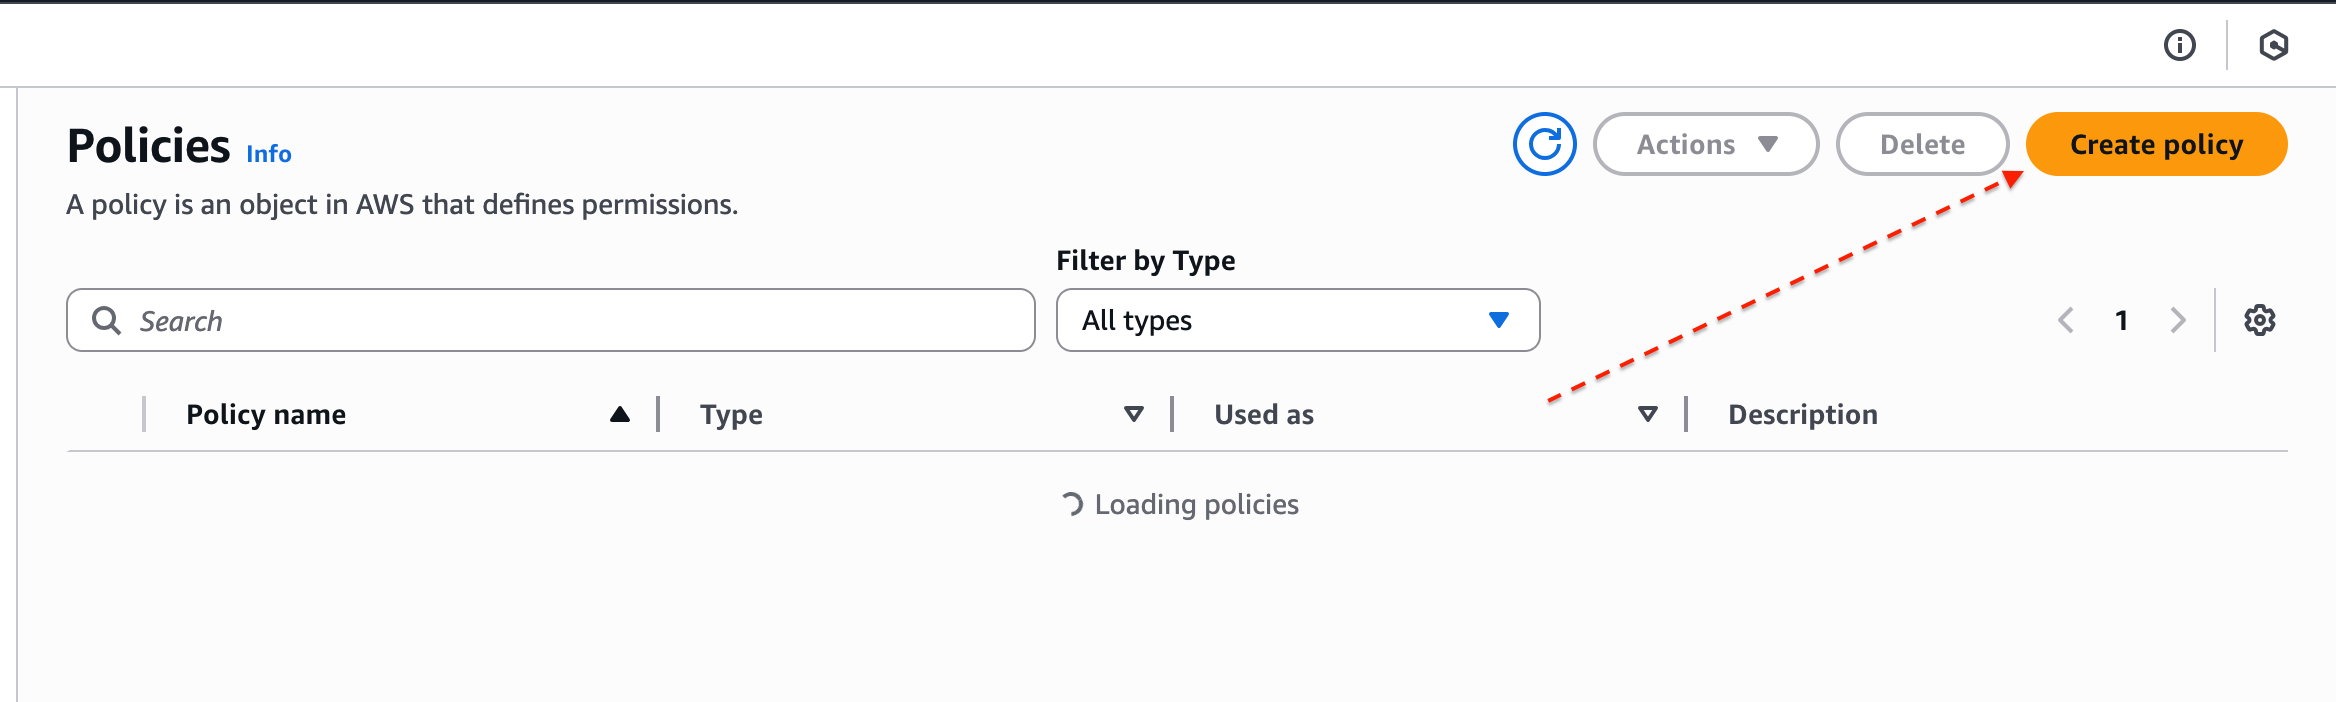 Policies Info
Actions Delete Create policy
A policy is an object in AWS that defines permissions.
Filter by Type
Search
All types
1
Policy name Type Used as Description
Loading policies